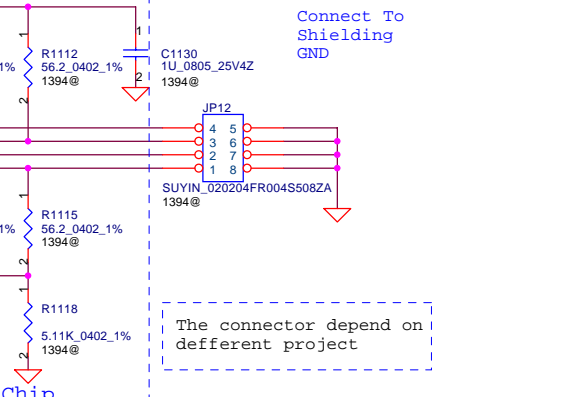 Connect To
Shielding
GND
1
R1112
1%
56.2_0402_1%
1394@
2
1
C1130
1U_0805_25V4Z
2
1394@
JP12
4 5
3 6
2 7
1 8
SUYIN_020204FR004S508ZA
1394@
1
R1115
1%
56.2_0402_1%
1394@
2
1
R1118
5.11K_0402_1%
1394@
2
The connector depend on
defferent project
Chip